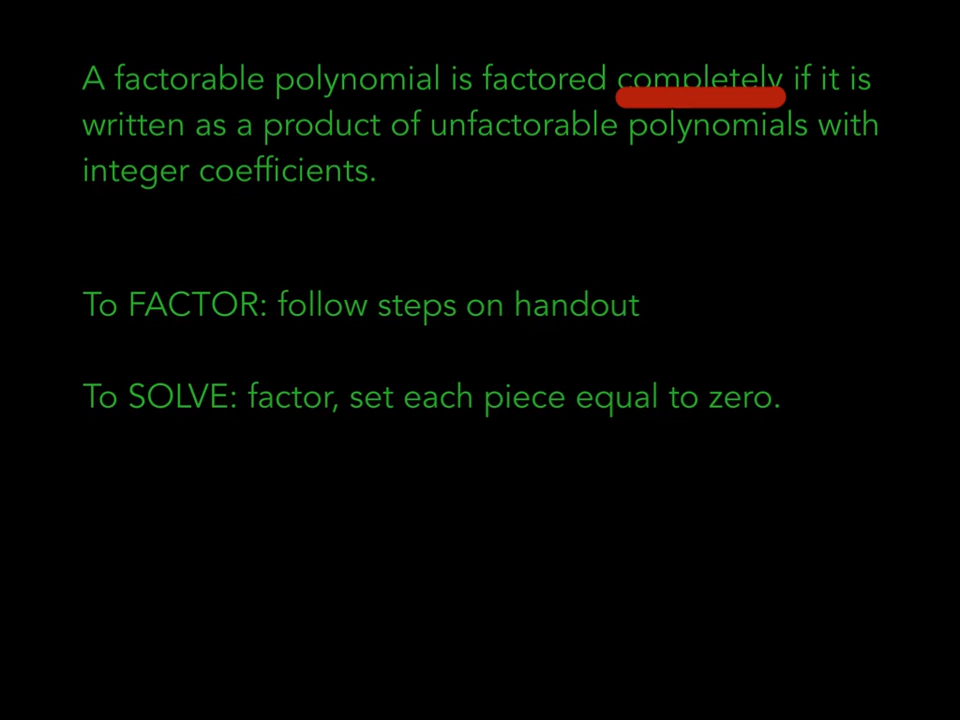 A factorable polynomial is factored completely if it is
written as a product of unfactorable polynomials with
integer coefficients.
To FACTOR: follow steps on handout
To SOLVE: factor, set each piece equal to zero.